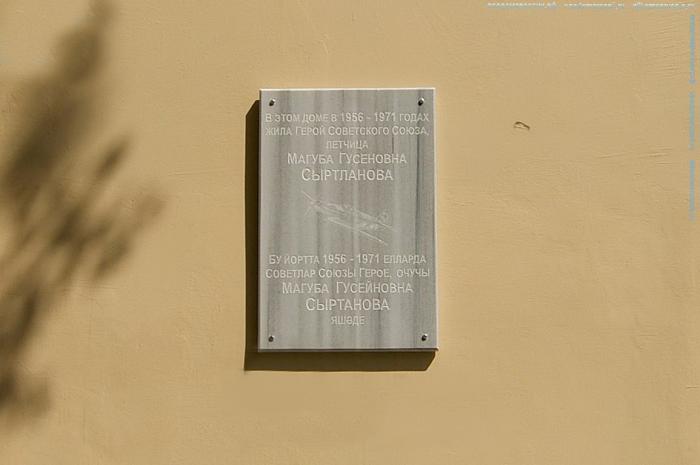 В ЭТОМ ДОМЕ В 1956 - 1971 ГОДАХ
ЖИЛА ГЕРОЙ СОВЕТСКОГО СОЮЗА,
ЛЕТЧИЦА
МАГУБА ГУСЕНОВНА
СЫРТЛАНОВА
БУ ЙОРТТА 1956 - 1971 ЕЛЛАРДА
СОВЕТЛАР СОЮЗЫ ГЕРОЕ, ОЧУЧЫ
МАГУБА ГУСЕЙНОВНА
СЫРТАНОВА
ЯШӘДЕ